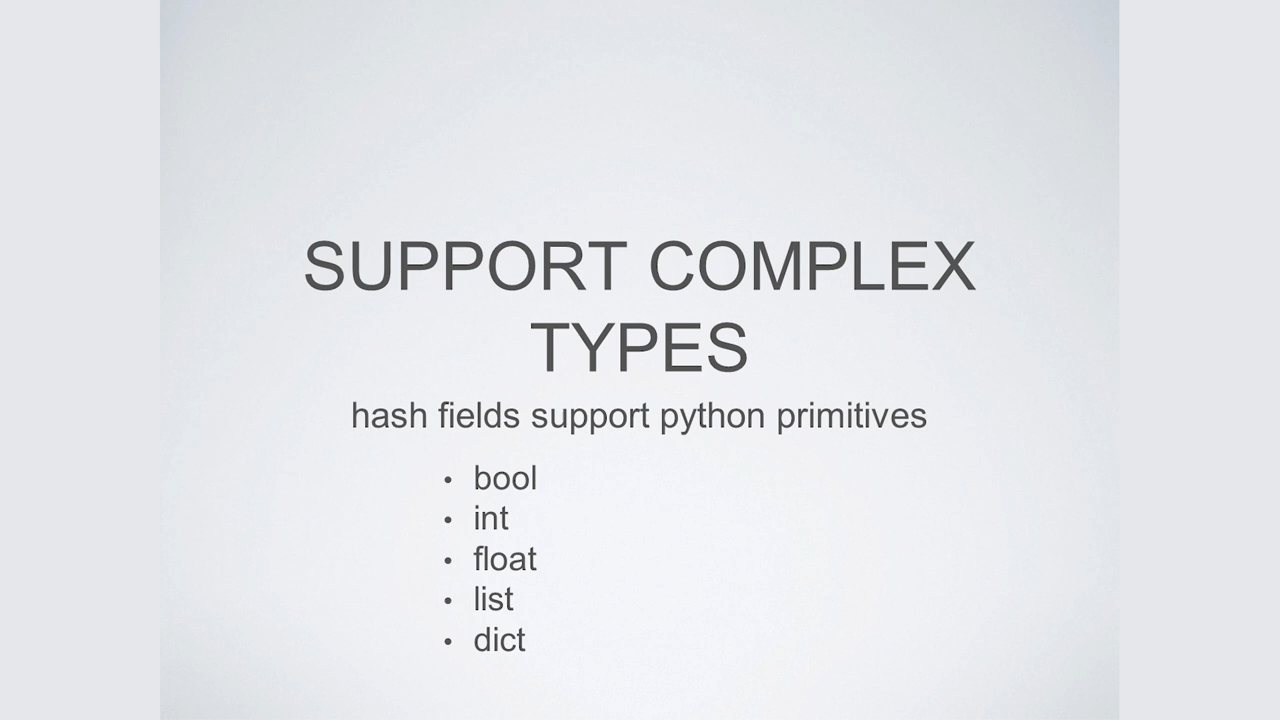 SUPPORT COMPLEX
TYPES
hash fields support python primitives
• bool
• int
• float
• list
• dict